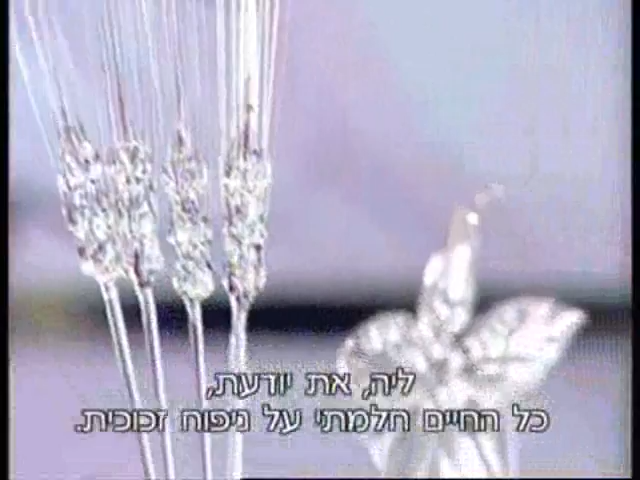 ליה, את יודעת,
כל החיים חלמתי על ניפוח זכוכית.